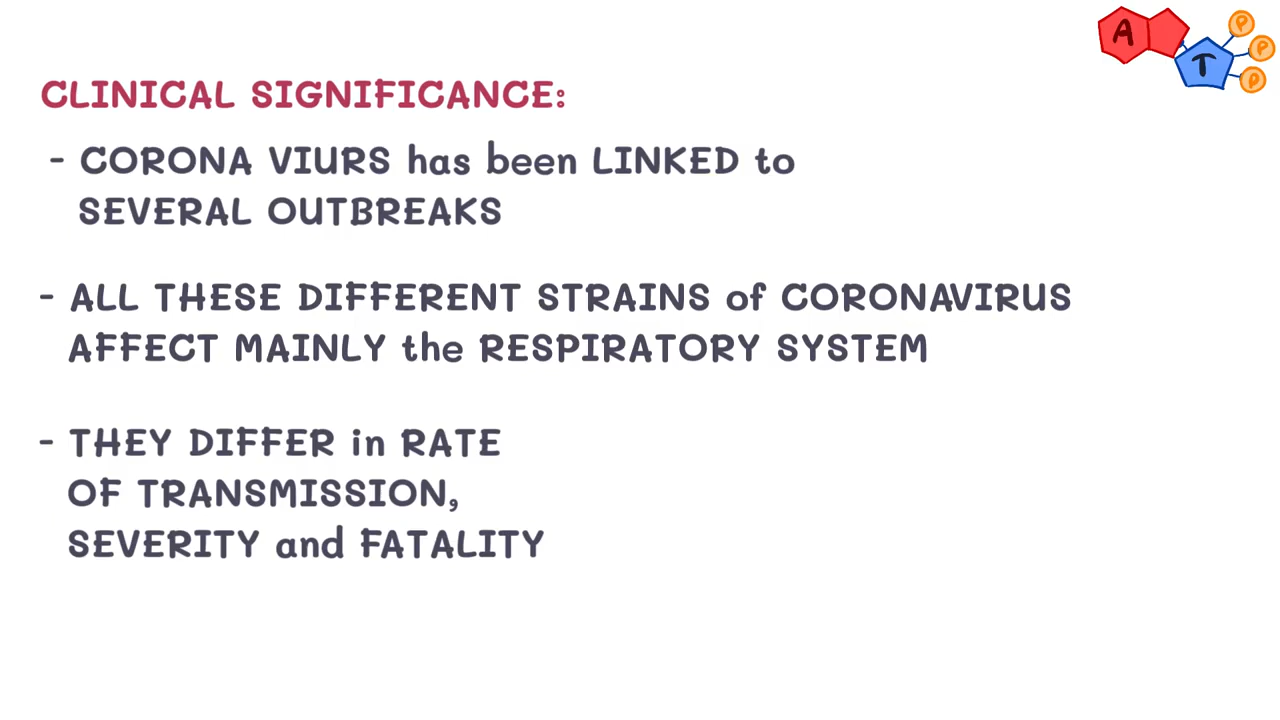 A T P P P
CLINICAL SIGNIFICANCE:
- CORONA VIURS has been LINKED to
SEVERAL OUTBREAKS
- ALL THESE DIFFERENT STRAINS of CORONAVIRUS
AFFECT MAINLY the RESPIRATORY SYSTEM
- THEY DIFFER in RATE
OF TRANSMISSION,
SEVERITY and FATALITY